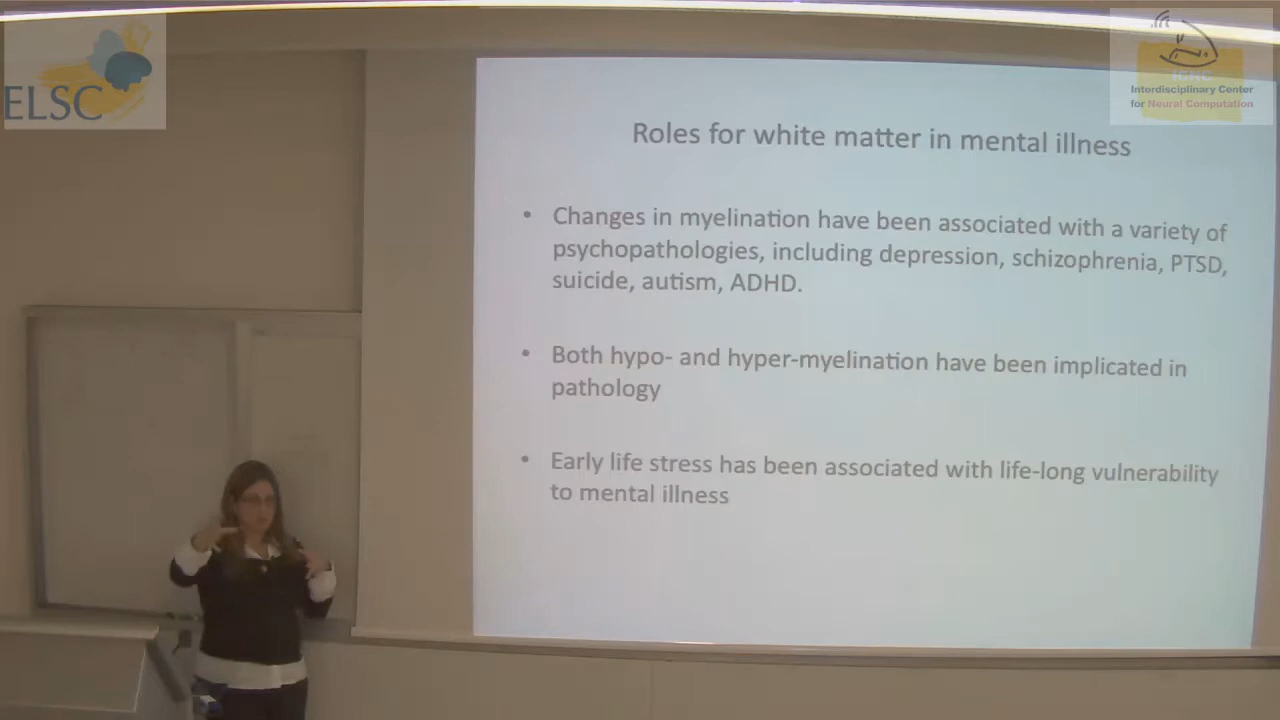 ELSC
Interdisciplinary Center
for Neural Computation
Roles for white matter in mental illness
• Changes in myelination have been associated with a variety of
psychopathologies, including depression, schizophrenia, PTSD,
suicide, autism, ADHD.
• Both hypo- and hyper-myelination have been implicated in
pathology
• Early life stress has been associated with life-long vulnerability
to mental illness